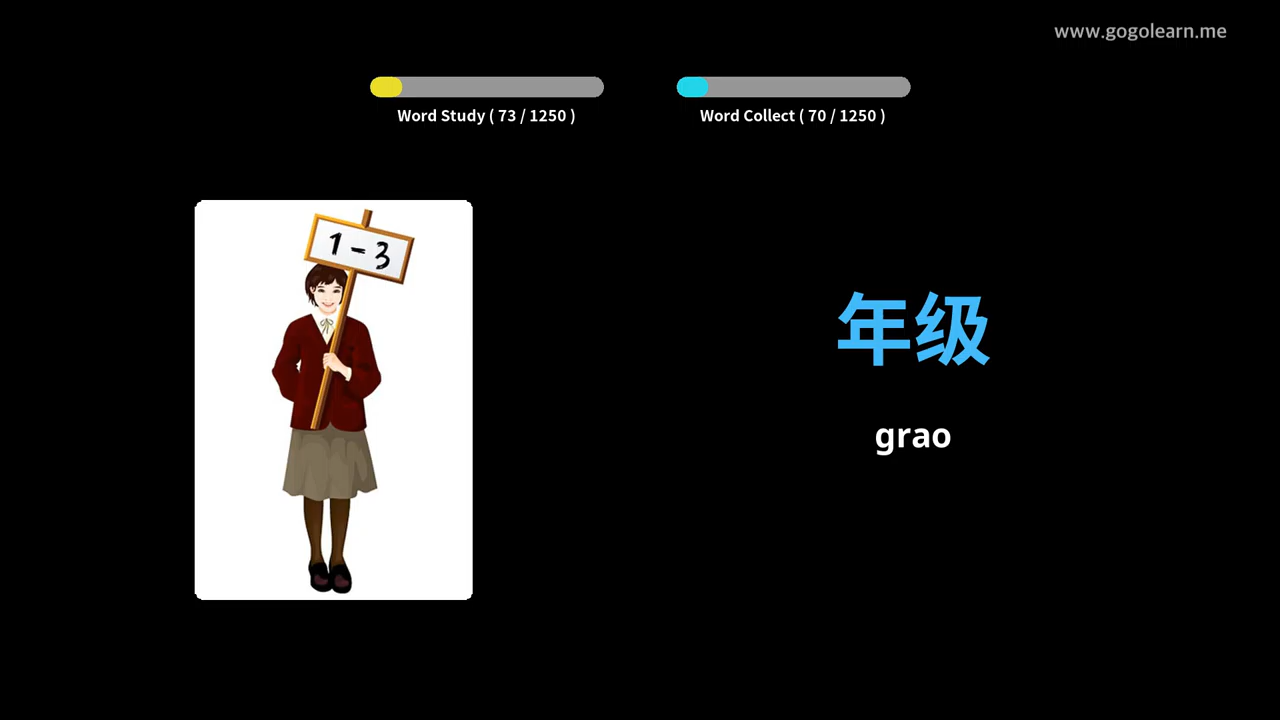 www.gogolearn.me
Word Study ( 73 / 1250 )
Word Collect ( 70 / 1250 )
1 - 3
年级
grao